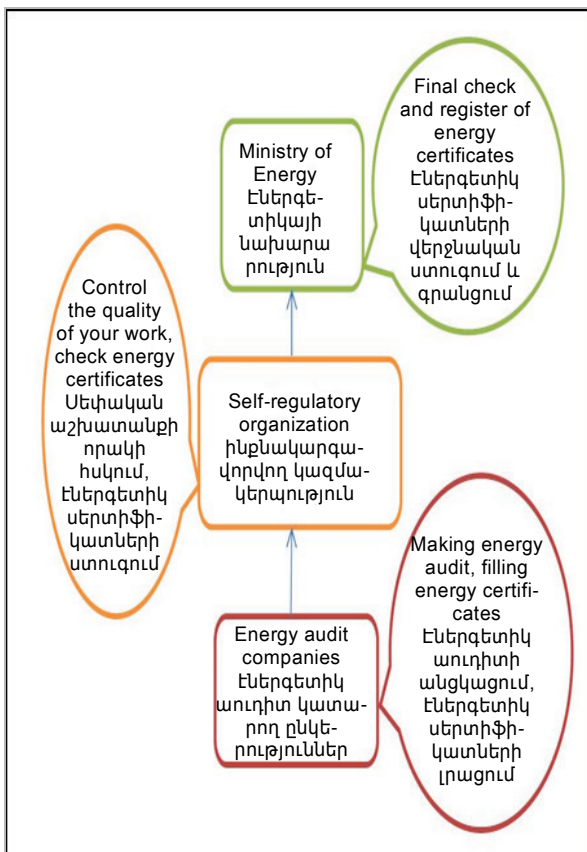 Final check
and register of
energy
certificates
Էներգետիկ
սերտիֆի-
կատների
վերջնական
ստուգում և
գրանցում
Ministry of
Energy
Էներգե-
տիկայի
նախարա
րություն
Control
the quality
of your work,
check energy
certificates
Սեփական
աշխատանքի
որակի
հսկում,
էներգետիկ
սերտիֆի-
կատների
ստուգում
Self-regulatory
organization
ինքնակարգա-
վորվող կազմա-
կերպություն
Making energy
audit, filling
energy certifi-
cates
Էներգետիկ
աուդիտի
անցկացում,
էներգետիկ
սերտիֆի-
կատների
լրացում
Energy audit
companies
Էներգետիկ
աուդիտ կատա-
րող ընկե-
րություններ